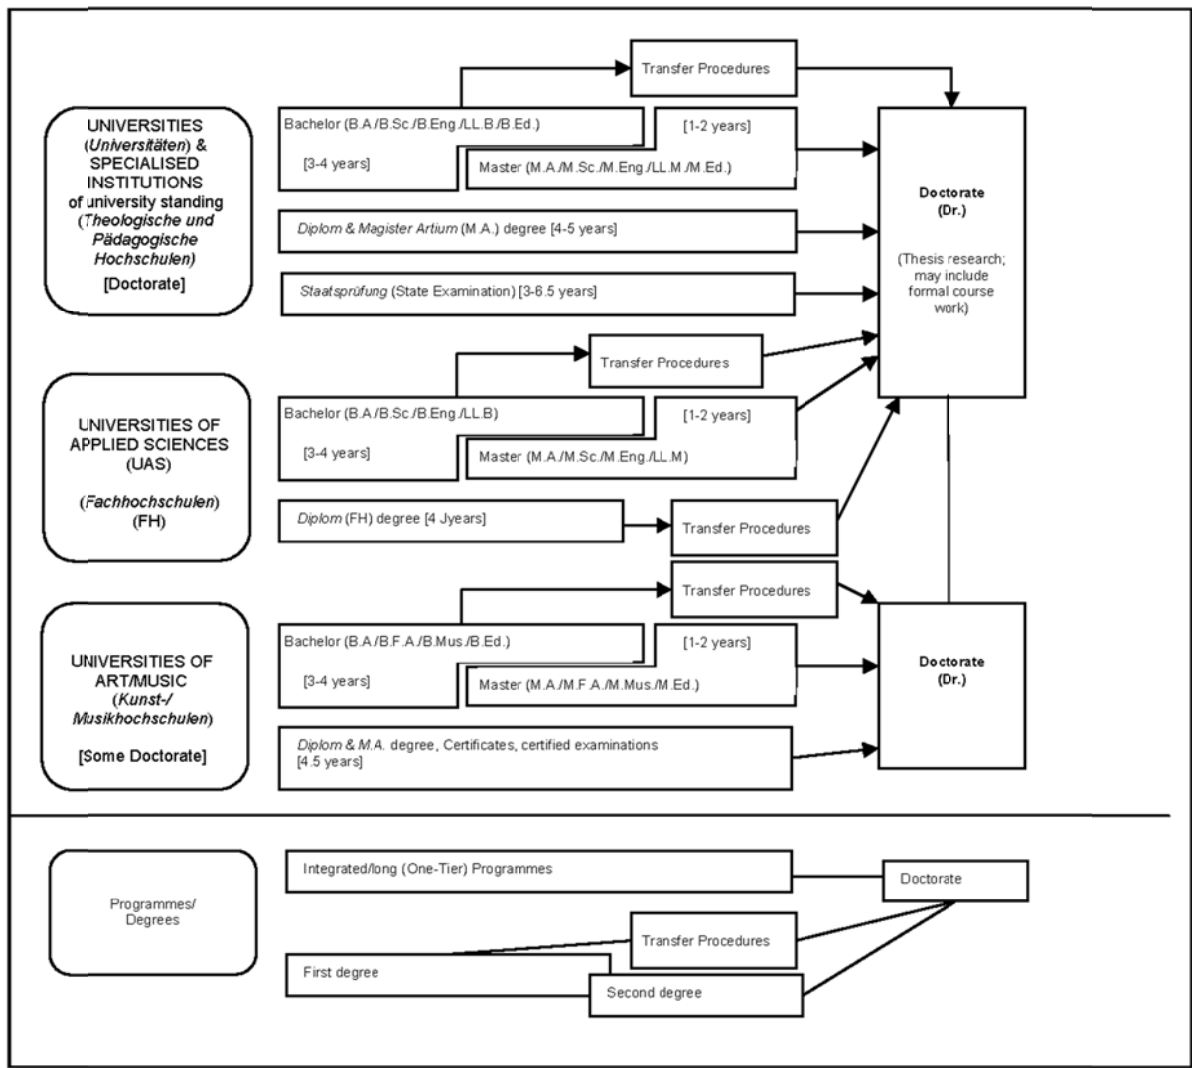 Transfer Procedures
UNIVERSITIES
(Universitäten) &
SPECIALISED
INSTITUTIONS
of university standing
(Theologische und
Pädagogische
Hochschulen)
[Doctorate]
Bachelor (B.A./B.Sc./B.Eng./LL.B./B.Ed.)
[3-4 years]
[1-2 years]
Master (M.A./M.Sc./M.Eng./LL.M./M.Ed.)
Diplom & Magister Artium (M.A.) degree [4-5 years]
Staatsprüfung (State Examination) [3-6.5 years]
Doctorate
(Dr.)
(Thesis research;
may include
formal course
work)
Transfer Procedures
UNIVERSITIES OF
APPLIED SCIENCES
(UAS)
(Fachhochschulen)
(FH)
Bachelor (B.A./B.Sc./B.Eng./LL.B)
[3-4 years]
[1-2 years]
Master (M.A./M.Sc./M.Eng./LL.M)
Diplom (FH) degree [4 Jyears]
Transfer Procedures
Transfer Procedures
UNIVERSITIES OF
ART/MUSIC
(Kunst-/
Musikhochschulen)
[Some Doctorate]
Bachelor (B.A./B.F.A./B.Mus./B.Ed.)
[3-4 years]
[1-2 years]
Master (M.A./M.F.A./M.Mus./M.Ed.)
Diplom & M.A. degree, Certificates, certified examinations
[4.5 years]
Doctorate
(Dr.)
Programmes/
Degrees
Integrated/long (One-Tier) Programmes
Doctorate
Transfer Procedures
First degree
Second degree